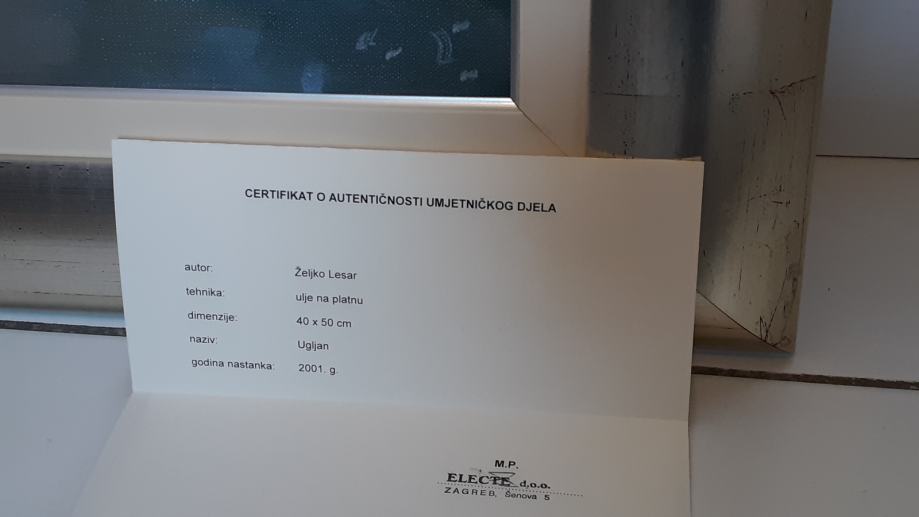 CERTIFIKAT O AUTENTIČNOSTI UMJETNIČKOG DJELA
autor: Željko Lesar
tehnika: ulje na platnu
dimenzije: 40 x 50 cm
naziv: Ugljan
godina nastanka: 2001. g.
M.P.
ELECTE d.o.o.
ZAGREB, Šenova 5